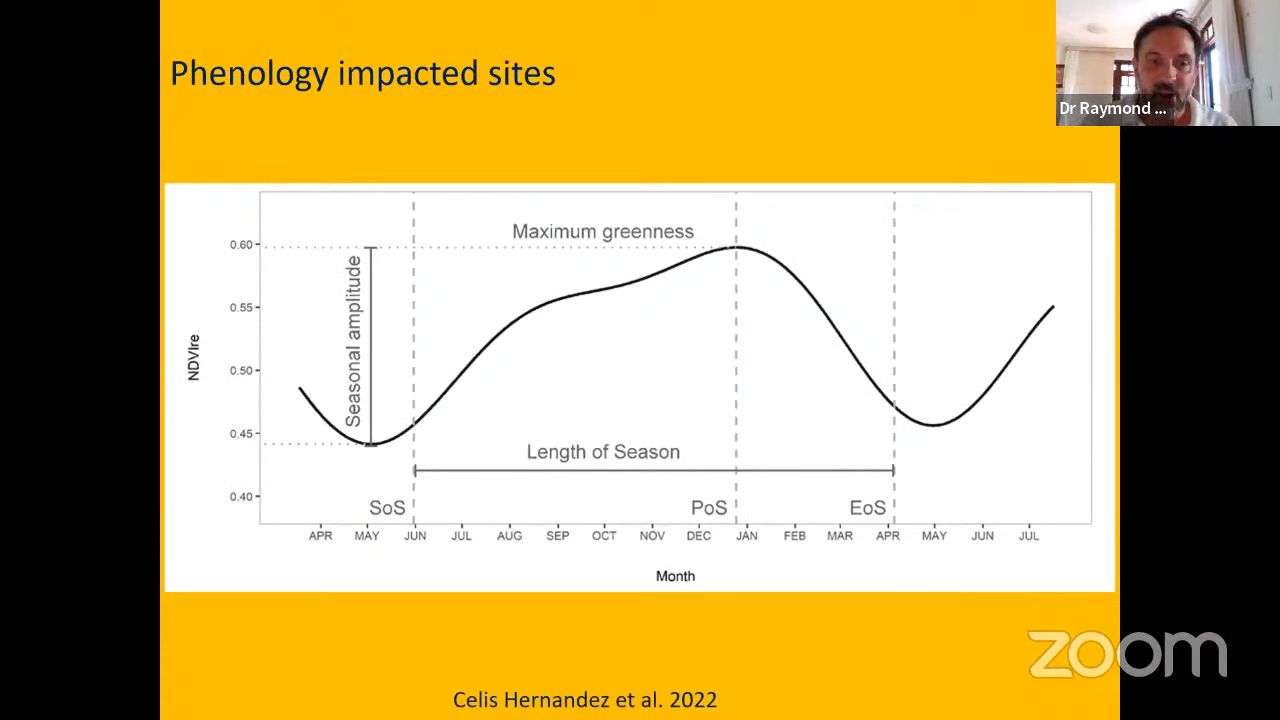 Phenology impacted sites
Dr Raymond ...
Maximum greenness
Seasonal amplitude
0.60
0.55
0.50
0.45
0.40
NDVIre
Length of Season
SoS
PoS
EoS
APR MAY JUN JUL AUG SEP OCT NOV DEC JAN FEB MAR APR MAY JUN JUL
Month
zoom
Celis Hernandez et al. 2022